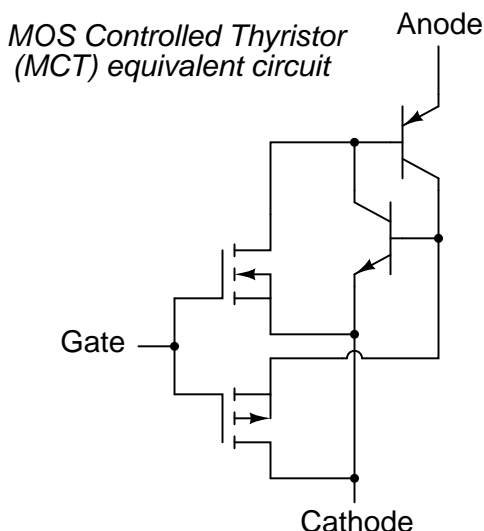 MOS Controlled Thyristor
(MCT) equivalent circuit
Anode
Gate
Cathode